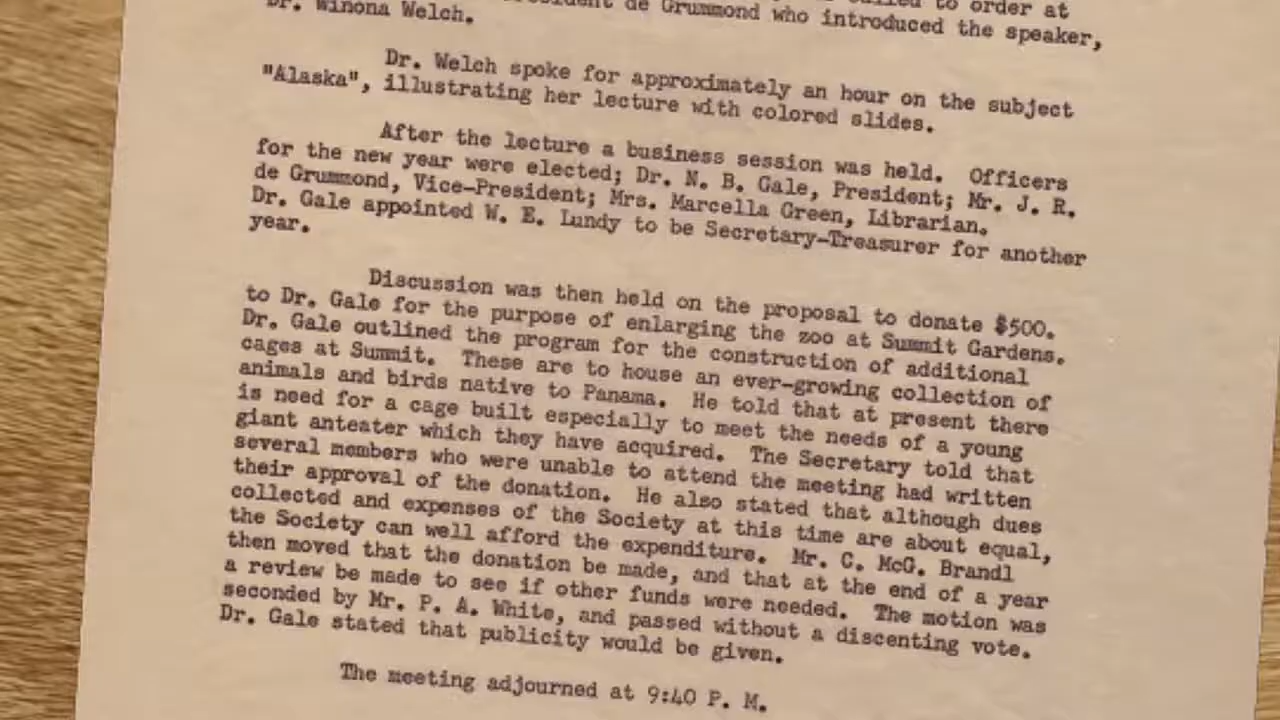 to order at
de Grummond who introduced the speaker,
Dr. Winona Welch.
Dr. Welch spoke for approximately an hour on the subject
"Alaska", illustrating her lecture with colored slides.
After the lecture a business session was held. Officers
for the new year were elected; Dr. N. B. Gale, President; Mr. J. R.
de Grummond, Vice-President; Mrs. Marcella Green, Librarian.
Dr. Gale appointed W. E. Lundy to be Secretary-Treasurer for another
year.
Discussion was then held on the proposal to donate $500.
to Dr. Gale for the purpose of enlarging the zoo at Summit Gardens.
Dr. Gale outlined the program for the construction of additional
cages at Summit. These are to house an ever-growing collection of
animals and birds native to Panama. He told that at present there
is need for a cage built especially to meet the needs of a young
giant anteater which they have acquired. The Secretary told that
several members who were unable to attend the meeting had written
their approval of the donation. He also stated that although dues
collected and expenses of the Society at this time are about equal,
the Society can well afford the expenditure. Mr. C. McG. Brandl
then moved that the donation be made, and that at the end of a year
a review be made to see if other funds were needed. The motion was
seconded by Mr. P. A. White, and passed without a discenting vote.
Dr. Gale stated that publicity would be given.
The meeting adjourned at 9:40 P. M.